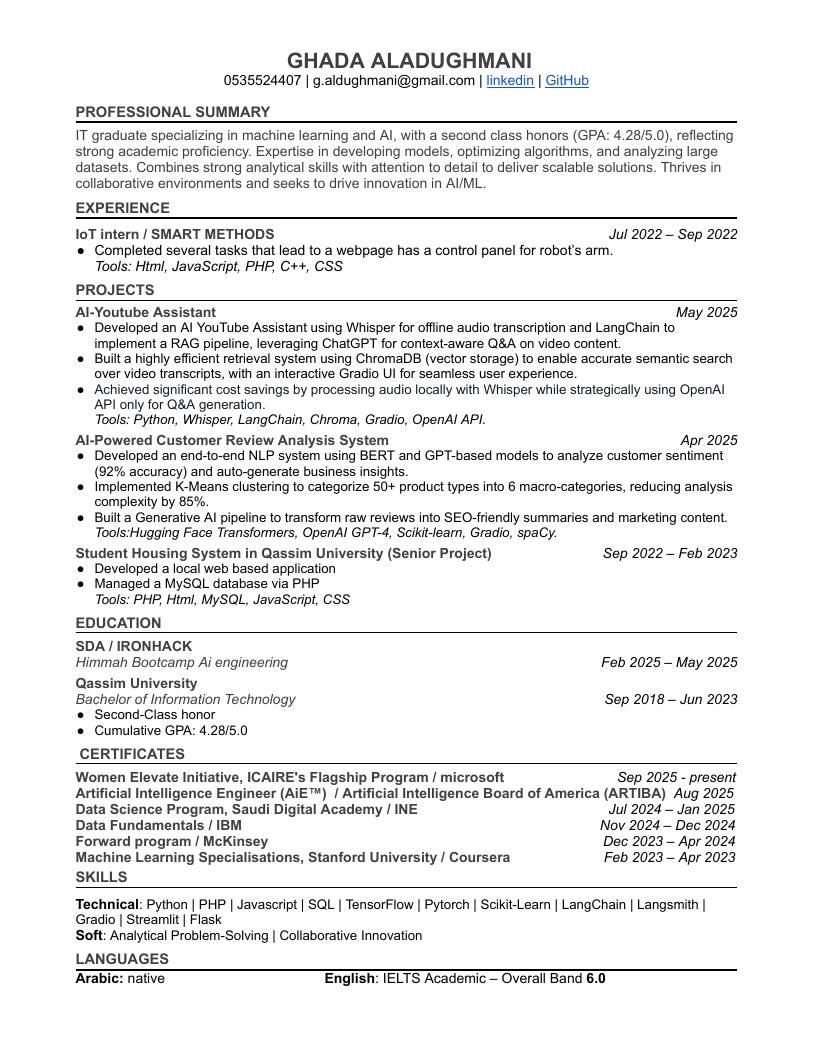 GHADA ALADUGHMANI
0535524407 | g.aldughmani@gmail.com | linkedin | GitHub
PROFESSIONAL SUMMARY
IT graduate specializing in machine learning and AI, with a second class honors (GPA: 4.28/5.0), reflecting
strong academic proficiency. Expertise in developing models, optimizing algorithms, and analyzing large
datasets. Combines strong analytical skills with attention to detail to deliver scalable solutions. Thrives in
collaborative environments and seeks to drive innovation in AI/ML.
EXPERIENCE
IoT intern / SMART METHODS Jul 2022 – Sep 2022
● Completed several tasks that lead to a webpage has a control panel for robot’s arm.
Tools: Html, JavaScript, PHP, C++, CSS
PROJECTS
AI-Youtube Assistant May 2025
● Developed an AI YouTube Assistant using Whisper for offline audio transcription and LangChain to
implement a RAG pipeline, leveraging ChatGPT for context-aware Q&A on video content.
● Built a highly efficient retrieval system using ChromaDB (vector storage) to enable accurate semantic search
over video transcripts, with an interactive Gradio UI for seamless user experience.
● Achieved significant cost savings by processing audio locally with Whisper while strategically using OpenAI
API only for Q&A generation.
Tools: Python, Whisper, LangChain, Chroma, Gradio, OpenAI API.
AI-Powered Customer Review Analysis System Apr 2025
● Developed an end-to-end NLP system using BERT and GPT-based models to analyze customer sentiment
(92% accuracy) and auto-generate business insights.
● Implemented K-Means clustering to categorize 50+ product types into 6 macro-categories, reducing analysis
complexity by 85%.
● Built a Generative AI pipeline to transform raw reviews into SEO-friendly summaries and marketing content.
Tools:Hugging Face Transformers, OpenAI GPT-4, Scikit-learn, Gradio, spaCy.
Student Housing System in Qassim University (Senior Project) Sep 2022 – Feb 2023
● Developed a local web based application
● Managed a MySQL database via PHP
Tools: PHP, Html, MySQL, JavaScript, CSS
EDUCATION
SDA / IRONHACK
Himmah Bootcamp Ai engineering Feb 2025 – May 2025
Qassim University
Bachelor of Information Technology Sep 2018 – Jun 2023
● Second-Class honor
● Cumulative GPA: 4.28/5.0
CERTIFICATES
Women Elevate Initiative, ICAIRE's Flagship Program / microsoft Sep 2025 - present
Artificial Intelligence Engineer (AiE™) / Artificial Intelligence Board of America (ARTIBA) Aug 2025
Data Science Program, Saudi Digital Academy / INE Jul 2024 – Jan 2025
Data Fundamentals / IBM Nov 2024 – Dec 2024
Forward program / McKinsey Dec 2023 – Apr 2024
Machine Learning Specialisations, Stanford University / Coursera Feb 2023 – Apr 2023
SKILLS
Technical: Python | PHP | Javascript | SQL | TensorFlow | Pytorch | Scikit-Learn | LangChain | Langsmith |
Gradio | Streamlit | Flask
Soft: Analytical Problem-Solving | Collaborative Innovation
LANGUAGES
Arabic: native English: IELTS Academic – Overall Band 6.0